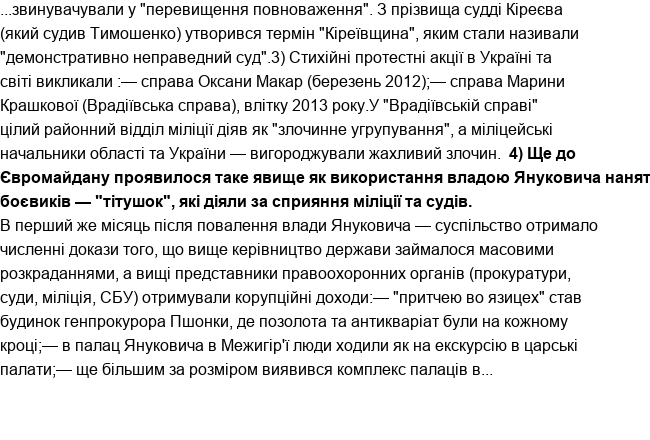 ...звинувачували у "перевищення повноваження". З прізвища судді Кіреєва
(який судив Тимошенко) утворився термін "Кіреївщина", яким стали називали
"демонстративно неправедний суд".3) Стихійні протестні акції в Україні та
світі викликали :— справа Оксани Макар (березень 2012);— справа Марини
Крашкової (Врадіївська справа), влітку 2013 року.У "Врадіївській справі"
цілий районний відділ міліції діяв як "злочинне угрупування", а міліцейські
начальники області та України — вигороджували жахливий злочин.  4) Ще до
Євромайдану проявилося таке явище як використання владою Януковича нанят
боєвиків — "тітушок", які діяли за сприяння міліції та судів.
В перший же місяць після повалення влади Януковича — суспільство отримало
численні докази того, що вище керівництво держави займалося масовими
розкраданнями, а вищі представники правоохоронних органів (прокуратури,
суди, міліція, СБУ) отримували корупційні доходи:— "притчею во язицех" став
будинок генпрокурора Пшонки, де позолота та антикваріат були на кожному
кроці;— в палац Януковича в Межигір'ї люди ходили як на екскурсію в царські
палати;— ще більшим за розміром виявився комплекс палаців в...